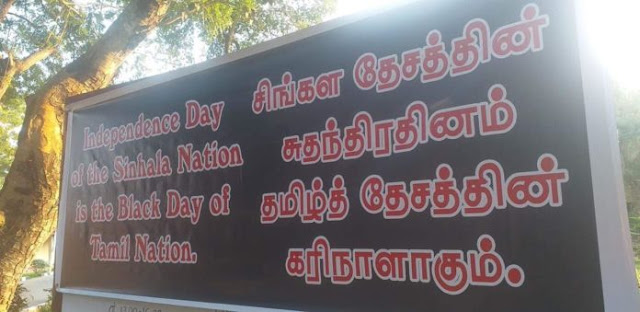 Independence Day
of the Sinhala Nation
is the Black Day of
Tamil Nation.
சிங்கள தேசத்தின்
சுதந்திரதினம்
தமிழ்த் தேசத்தின்
கரிநாளாகும்.